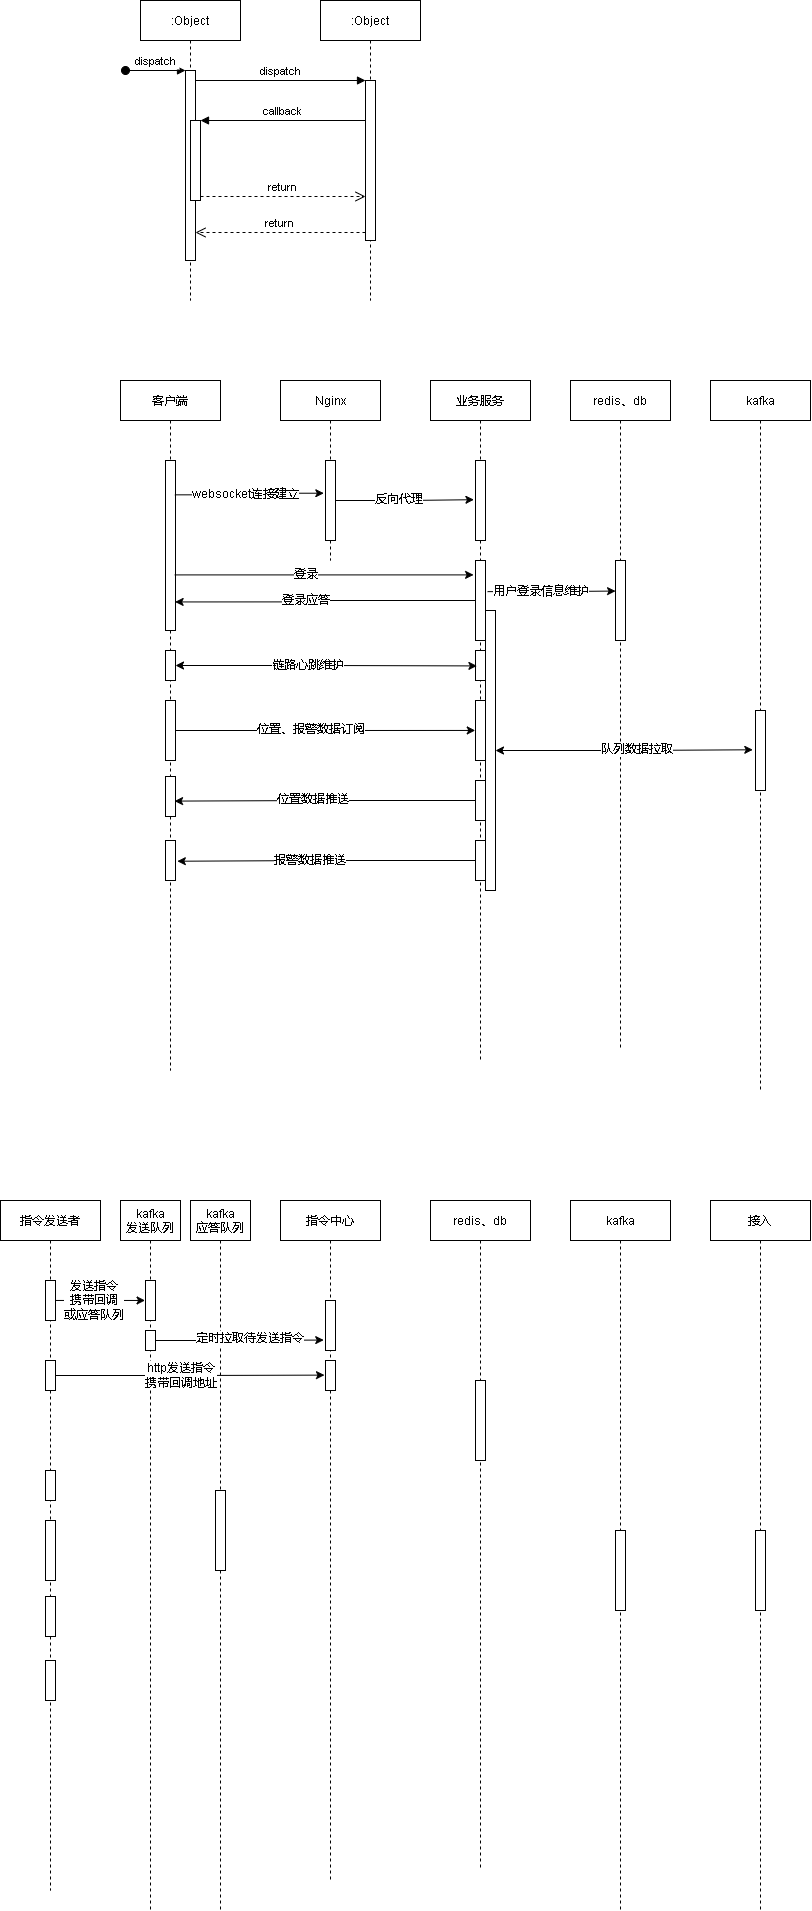 :Object
:Object
dispatch
dispatch
callback
return
return
客户端
Nginx
业务服务
redis、db
kafka
websocket连接建立
反向代理
登录
用户登录信息维护
登录应答
链路心跳维护
位置、报警数据订阅
队列数据拉取
位置数据推送
报警数据推送
指令发送者
kafka
发送队列
kafka
应答队列
指令中心
redis、db
kafka
接入
发送指令
携带回调
或应答队列
定时拉取待发送指令
http发送指令
携带回调地址